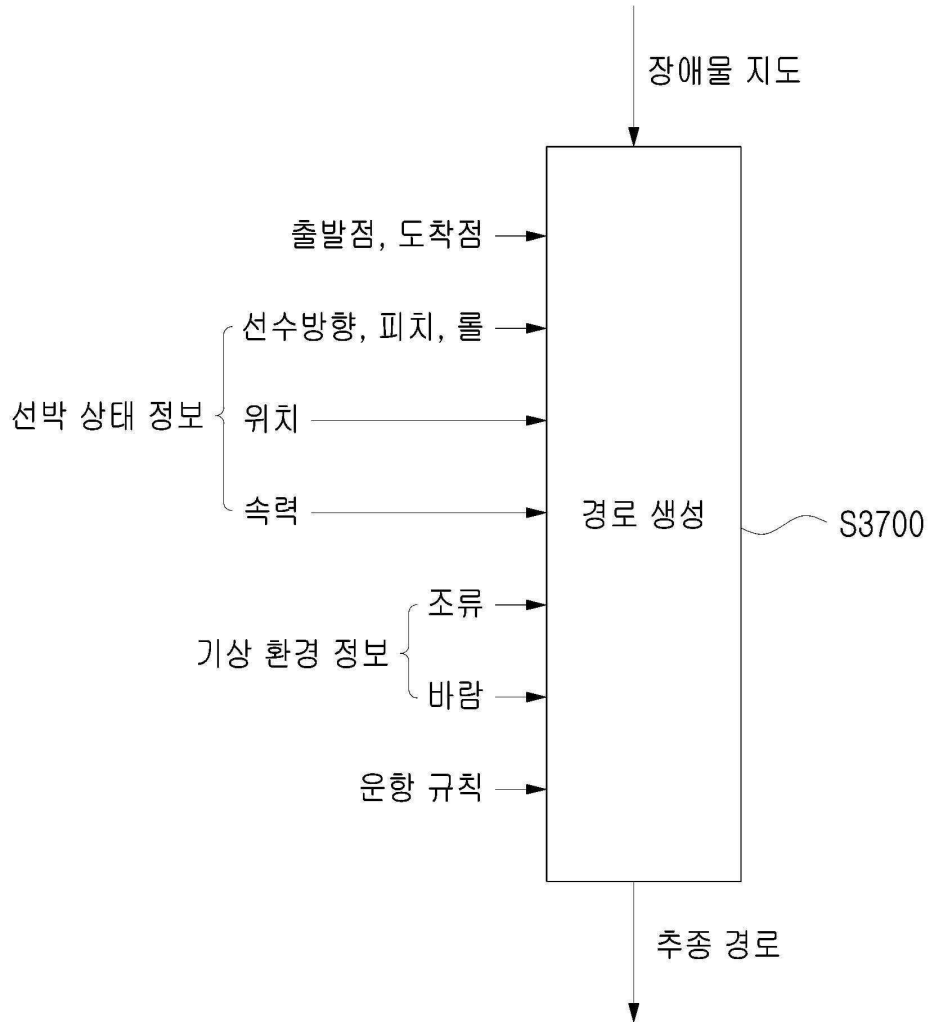 장애물 지도
출발점, 도착점
선수방향, 피치, 롤
선박 상태 정보
위치
속력
경로 생성
S3700
조류
기상 환경 정보
바람
운항 규칙
추종 경로